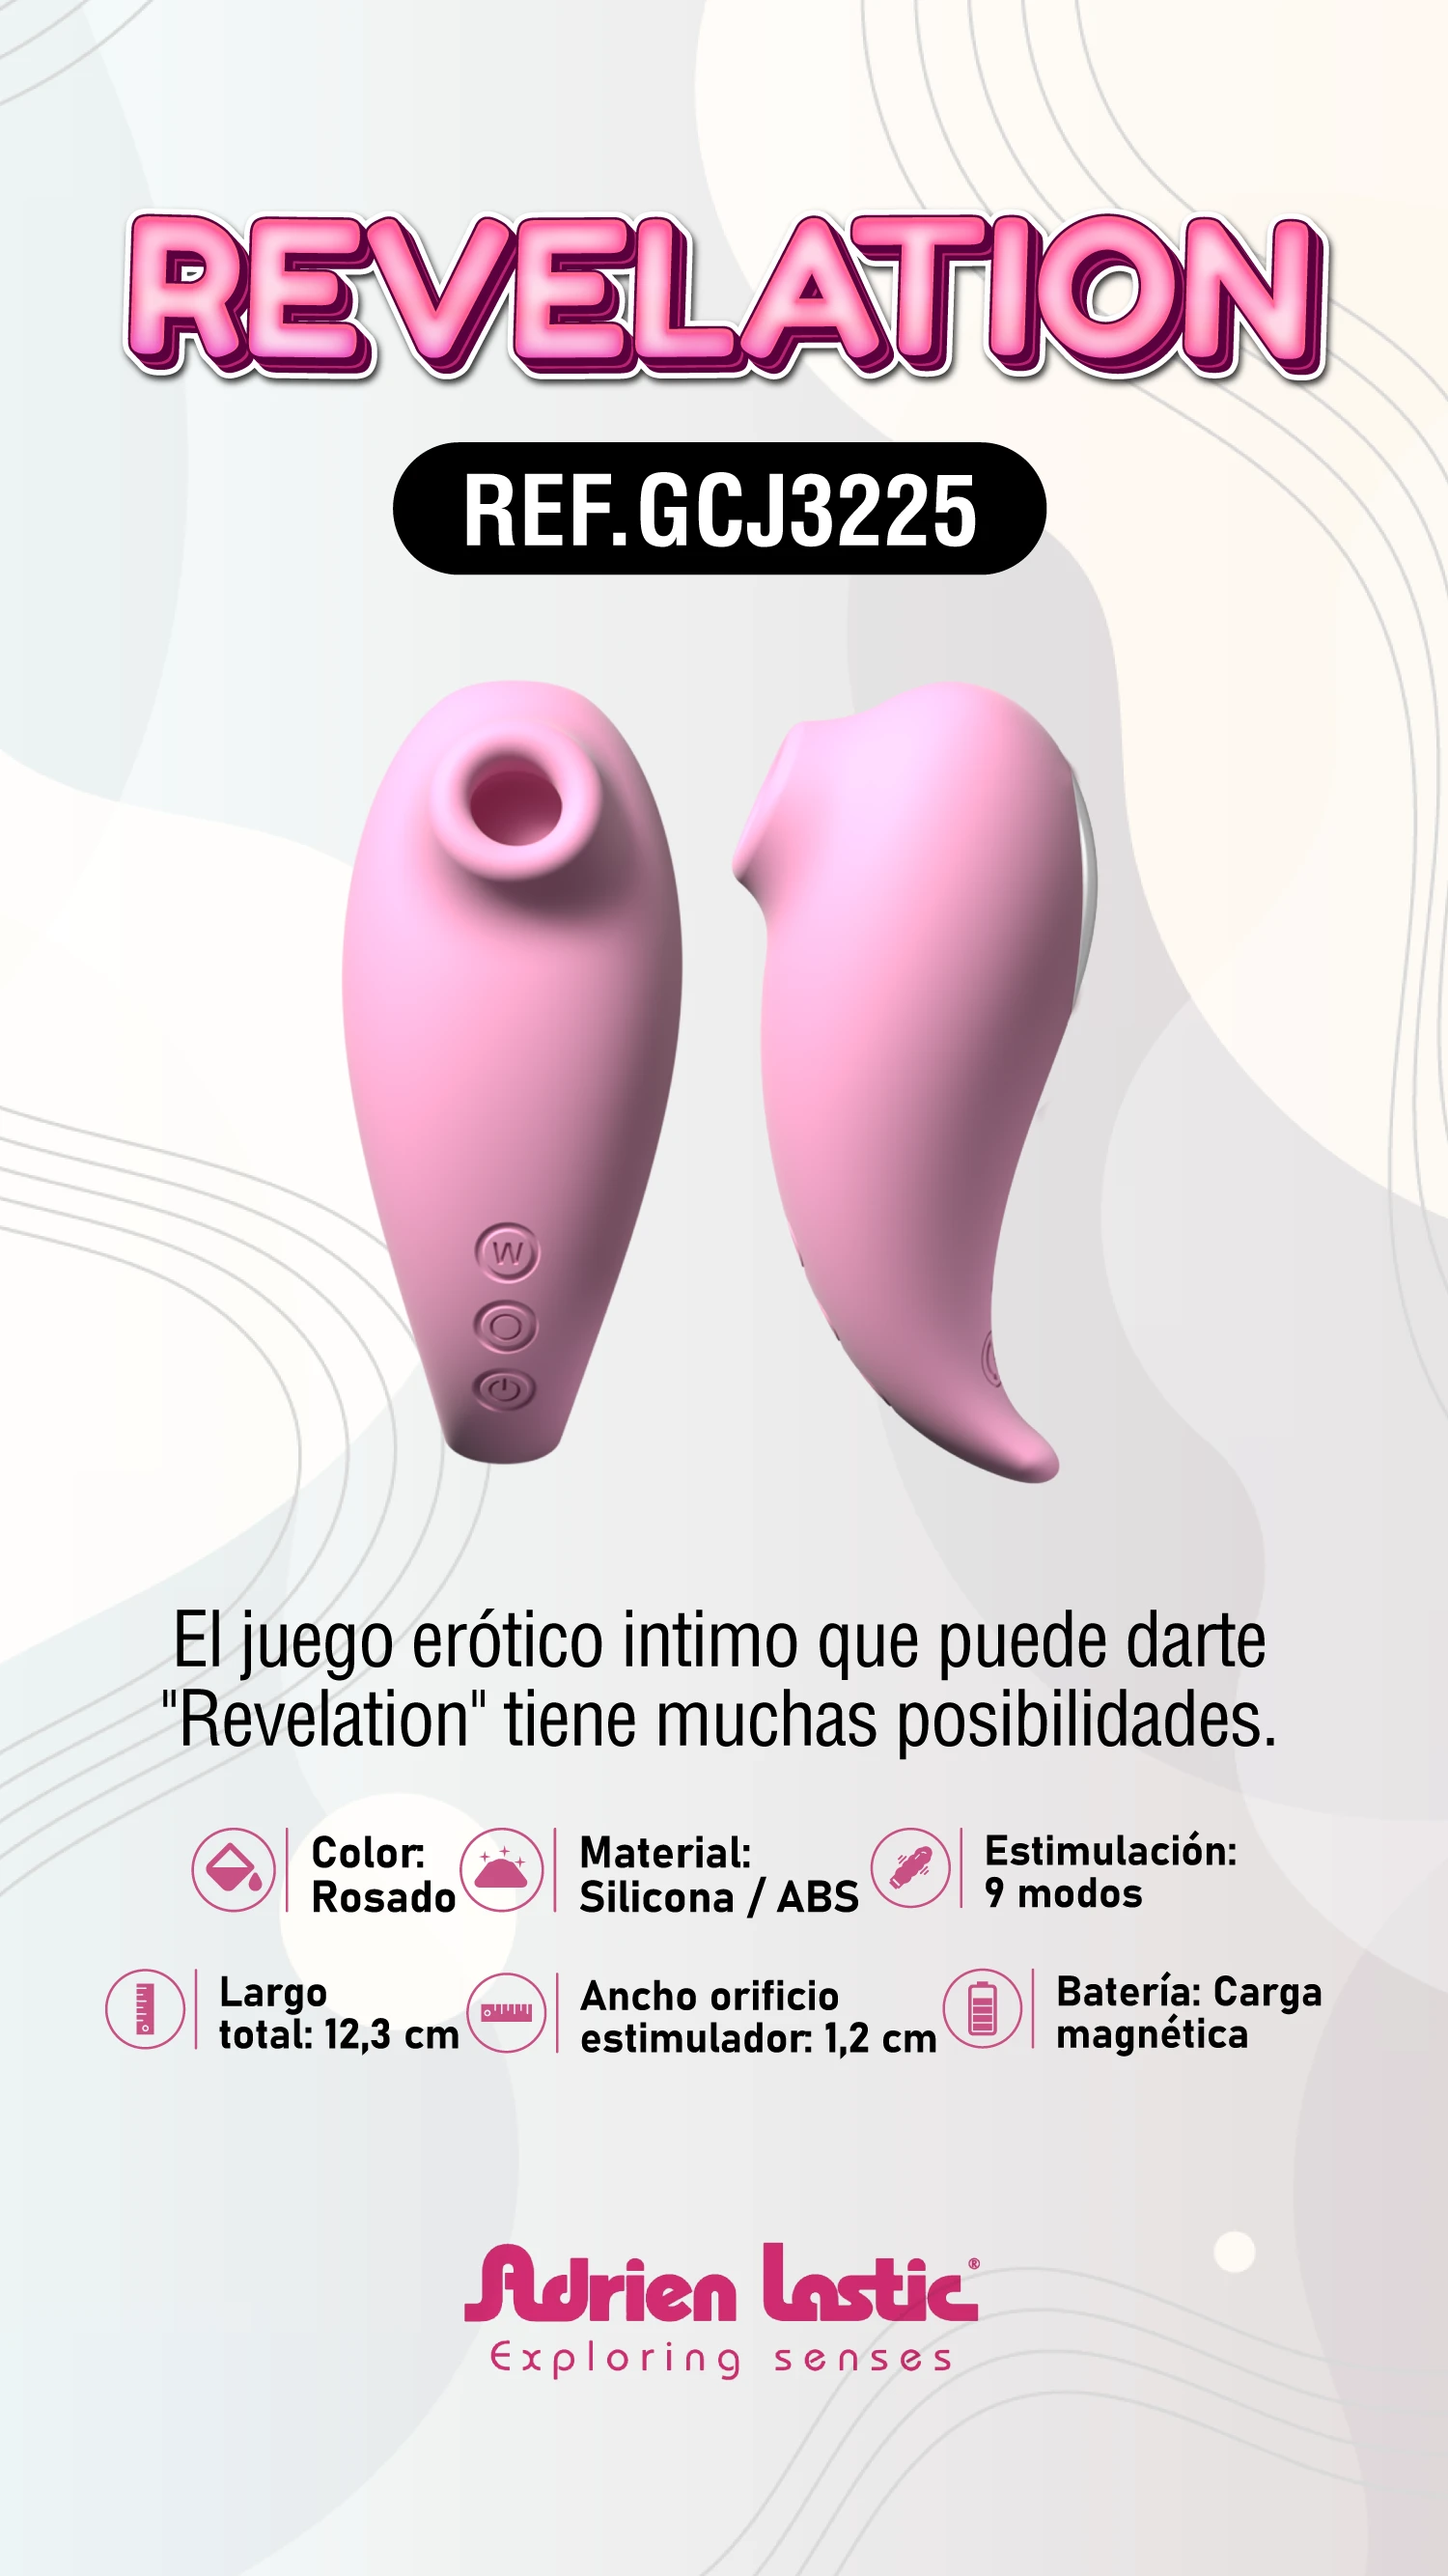 REVELATION
REF.GCJ3225
W
El juego erótico intimo que puede darte
"Revelation" tiene muchas posibilidades.
Color:
Rosado
Material:
Silicona / ABS
Estimulación:
9 modos
Largo
total: 12,3 cm
Ancho orificio
estimulador: 1,2 cm
Batería: Carga
magnética
Adrien Lastic®
Exploring senses